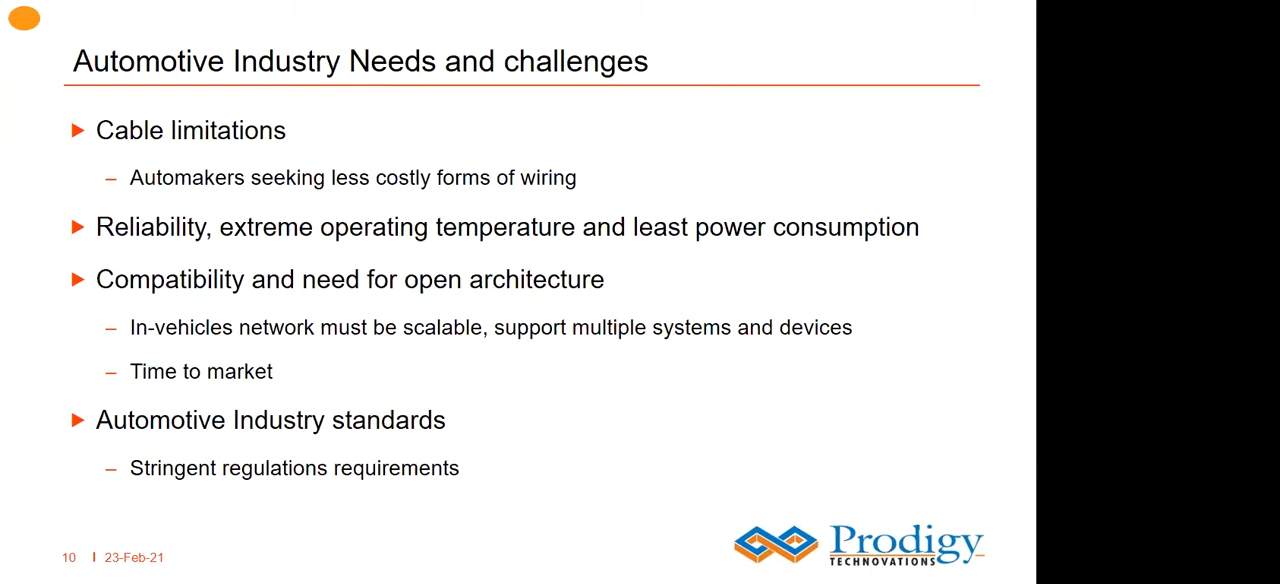 Automotive Industry Needs and challenges
Cable limitations
– Automakers seeking less costly forms of wiring
Reliability, extreme operating temperature and least power consumption
Compatibility and need for open architecture
– In-vehicles network must be scalable, support multiple systems and devices
– Time to market
Automotive Industry standards
– Stringent regulations requirements
Prodigy
TECHNOVATIONS
10 I 23-Feb-21